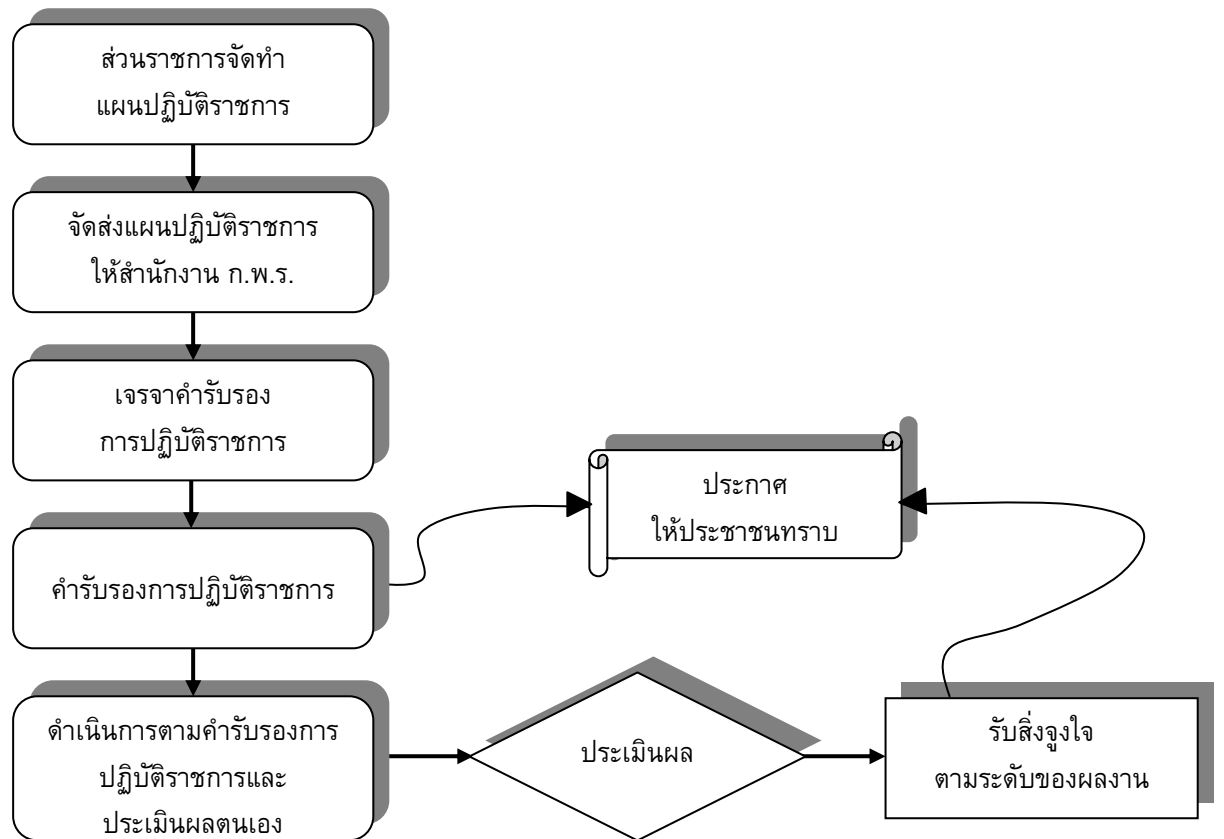 ส่วนราชการจัดทำ
แผนปฏิบัติราชการ
จัดส่งแผนปฏิบัติราชการ
ให้สำนักงาน ก.พ.ร.
เจรจาคำรับรอง
การปฏิบัติราชการ
คำรับรองการปฏิบัติราชการ
ประกาศ
ให้ประชาชนทราบ
ดำเนินการตามคำรับรองการ
ปฏิบัติราชการและ
ประเมินผลตนเอง
ประเมินผล
รับสิ่งจูงใจ
ตามระดับของผลงาน